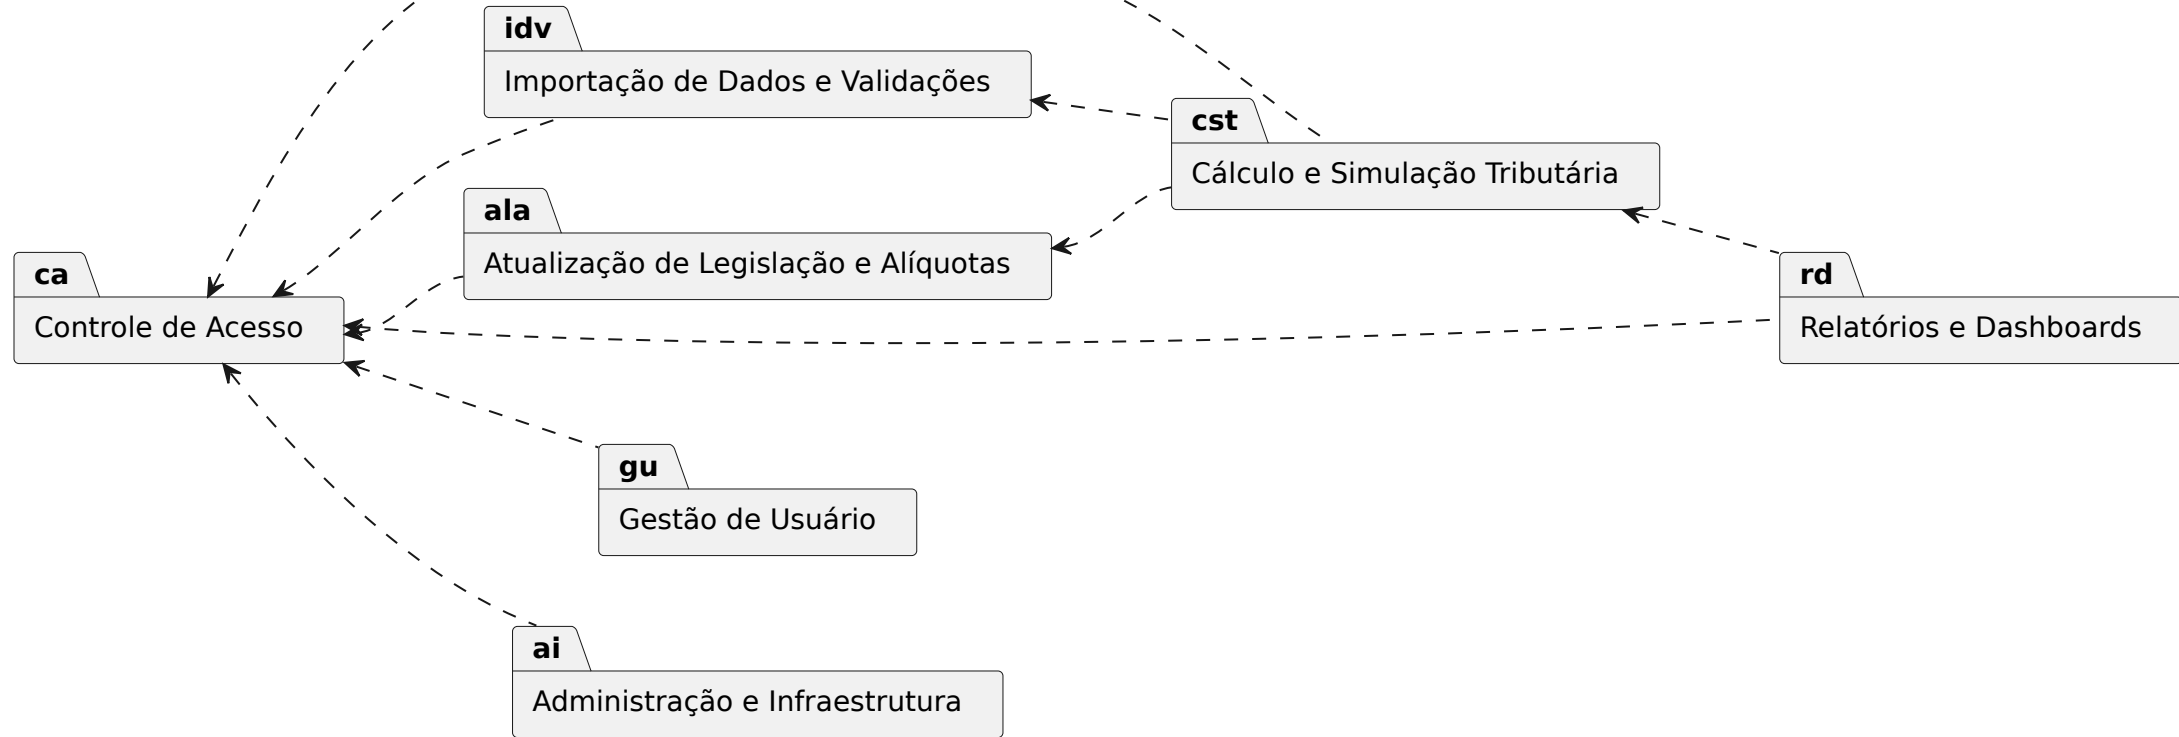 idv
Importação de Dados e Validações
cst
Cálculo e Simulação Tributária
ala
Atualização de Legislação e Alíquotas
ca
Controle de Acesso
rd
Relatórios e Dashboards
gu
Gestão de Usuário
ai
Administração e Infraestrutura